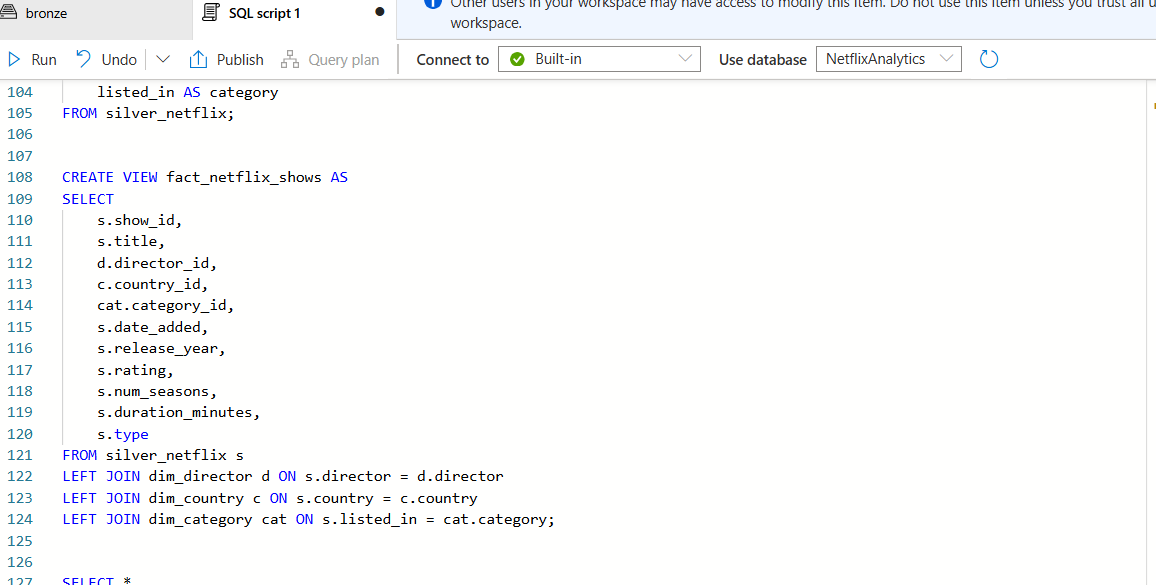 bronze
SQL script 1
Other users in your workspace may have access to modify this item. Do not use this item unless you trust all
workspace.
Run Undo Publish Query plan Connect to Built-in Use database NetflixAnalytics
104 listed_in AS category
105 FROM silver_netflix;
106
107
108 CREATE VIEW fact_netflix_shows AS
109 SELECT
110 s.show_id,
111 s.title,
112 d.director_id,
113 c.country_id,
114 cat.category_id,
115 s.date_added,
116 s.release_year,
117 s.rating,
118 s.num_seasons,
119 s.duration_minutes,
120 s.type
121 FROM silver_netflix s
122 LEFT JOIN dim_director d ON s.director = d.director
123 LEFT JOIN dim_country c ON s.country = c.country
124 LEFT JOIN dim_category cat ON s.listed_in = cat.category;
125
126
127 SELECT *